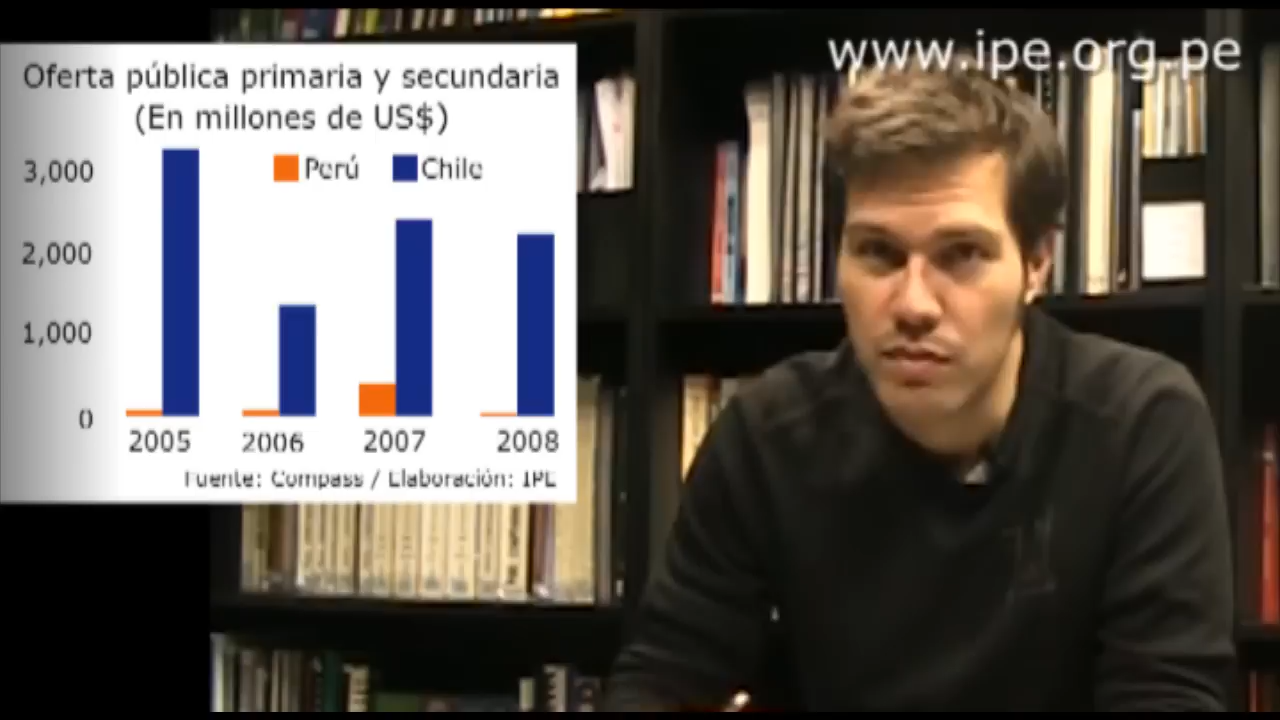 www.ipe.org.pe
Oferta pública primaria y secundaria
(En millones de US$)
3,000
Perú
Chile
2,000
1,000
0
2005
2006
2007
2008
Fuente: Compass / Elaboración: IPE